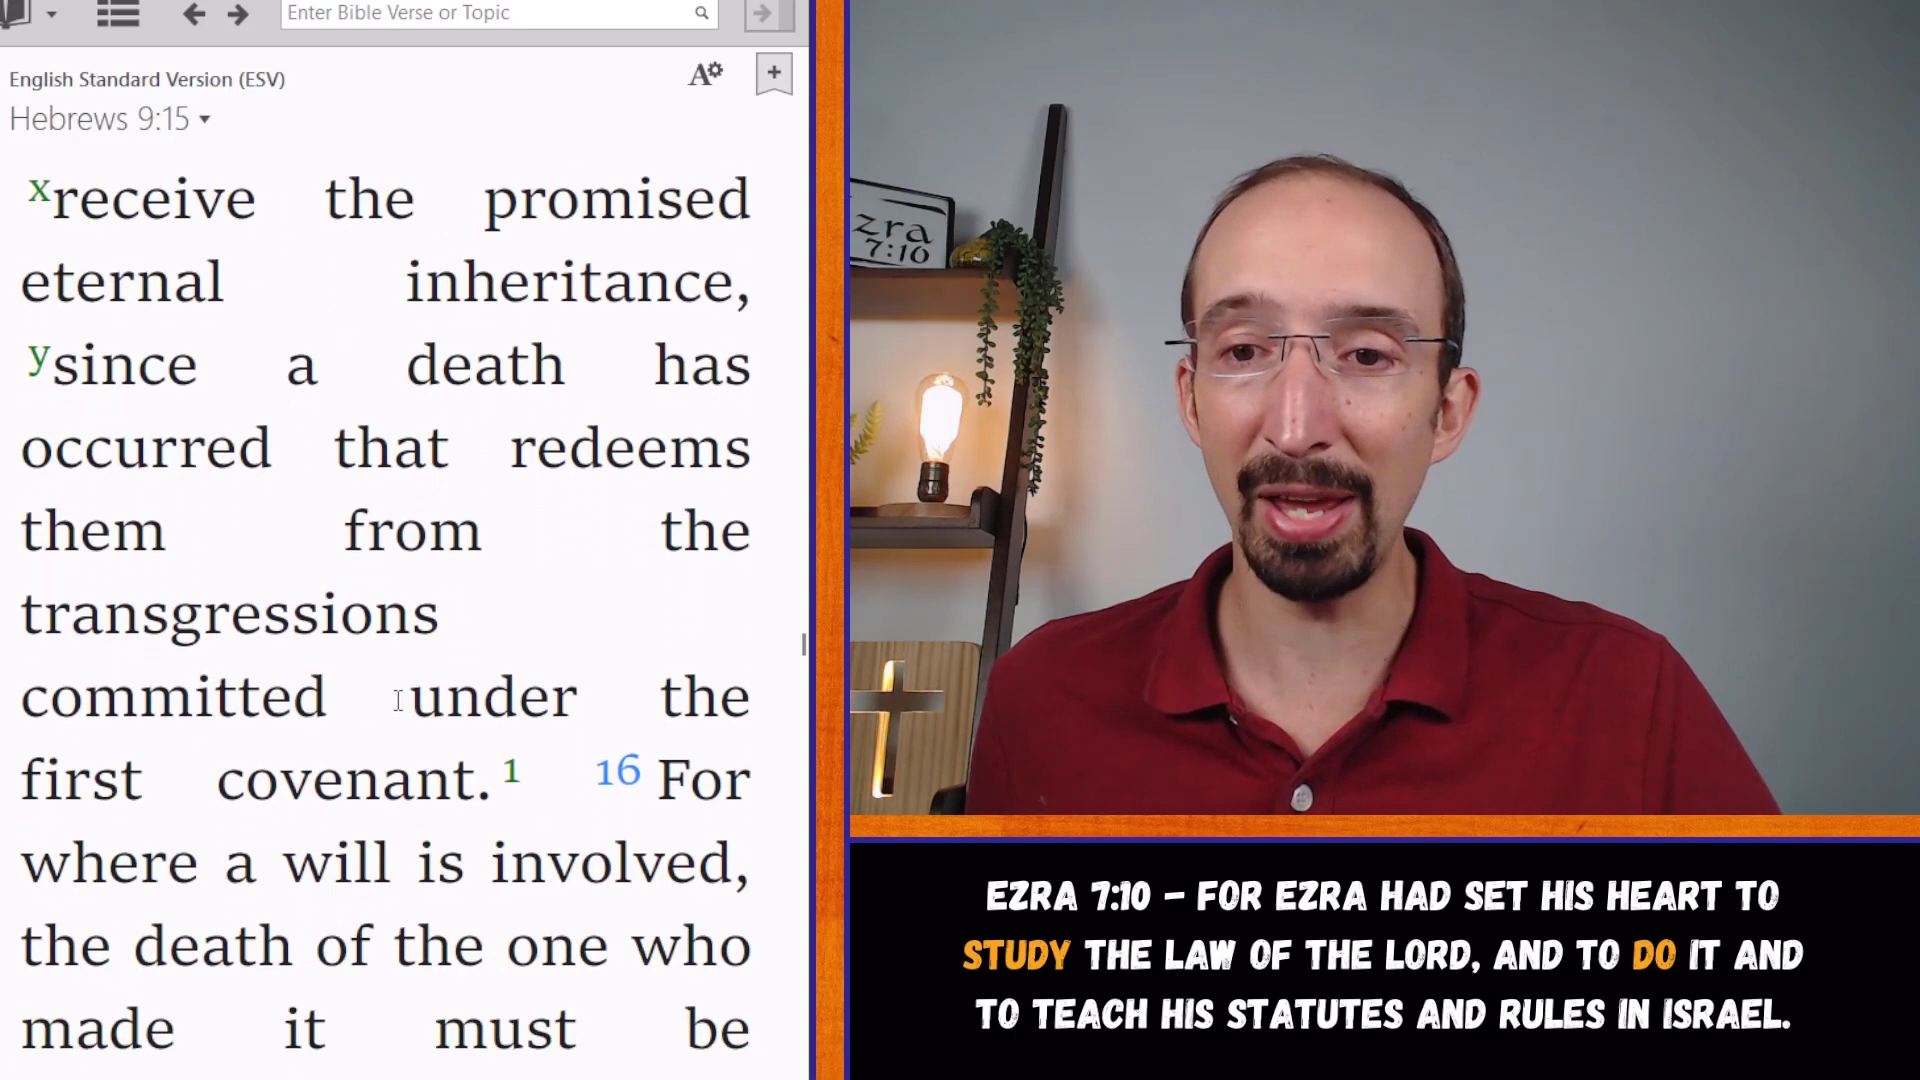 Enter Bible Verse or Topic
English Standard Version (ESV)
A
+
Hebrews 9:15
x receive the promised
eternal inheritance,
y since a death has
occurred that redeems
them from the
transgressions
committed under the
first covenant. 1 16 For
where a will is involved,
the death of the one who
made it must be
zra
7:10
EZRA 7:10 – FOR EZRA HAD SET HIS HEART TO
STUDY THE LAW OF THE LORD, AND TO DO IT AND
TO TEACH HIS STATUTES AND RULES IN ISRAEL.